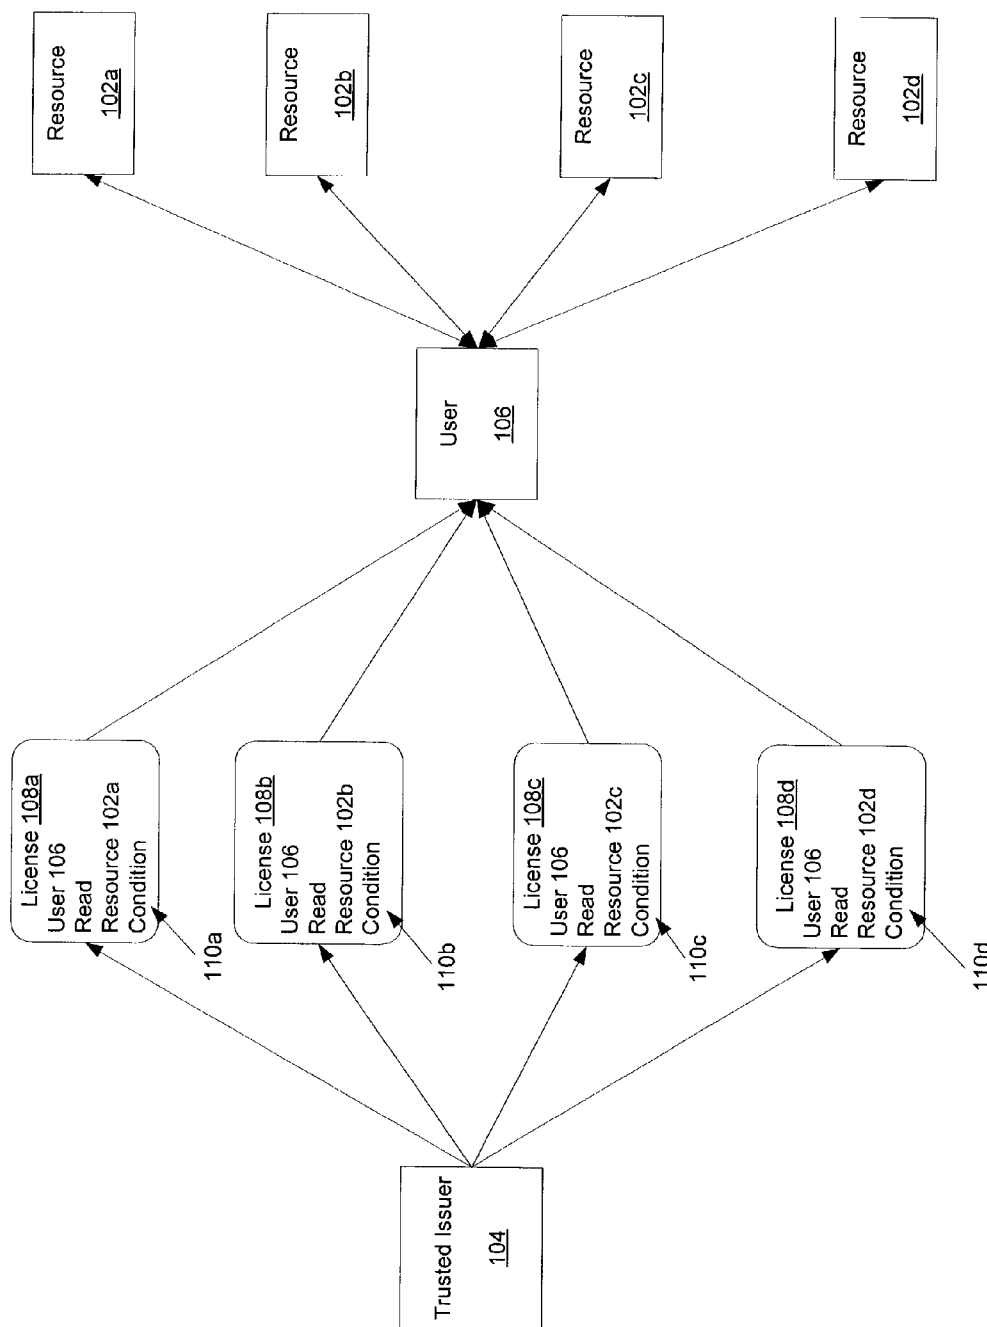 Trusted Issuer
104
License 108a
User 106
Read
Resource 102a
Condition
110a
License 108b
User 106
Read
Resource 102b
Condition
110b
License 108c
User 106
Read
Resource 102c
Condition
110c
License 108d
User 106
Read
Resource 102d
Condition
110d
User
106
Resource
102a
Resource
102b
Resource
102c
Resource
102d